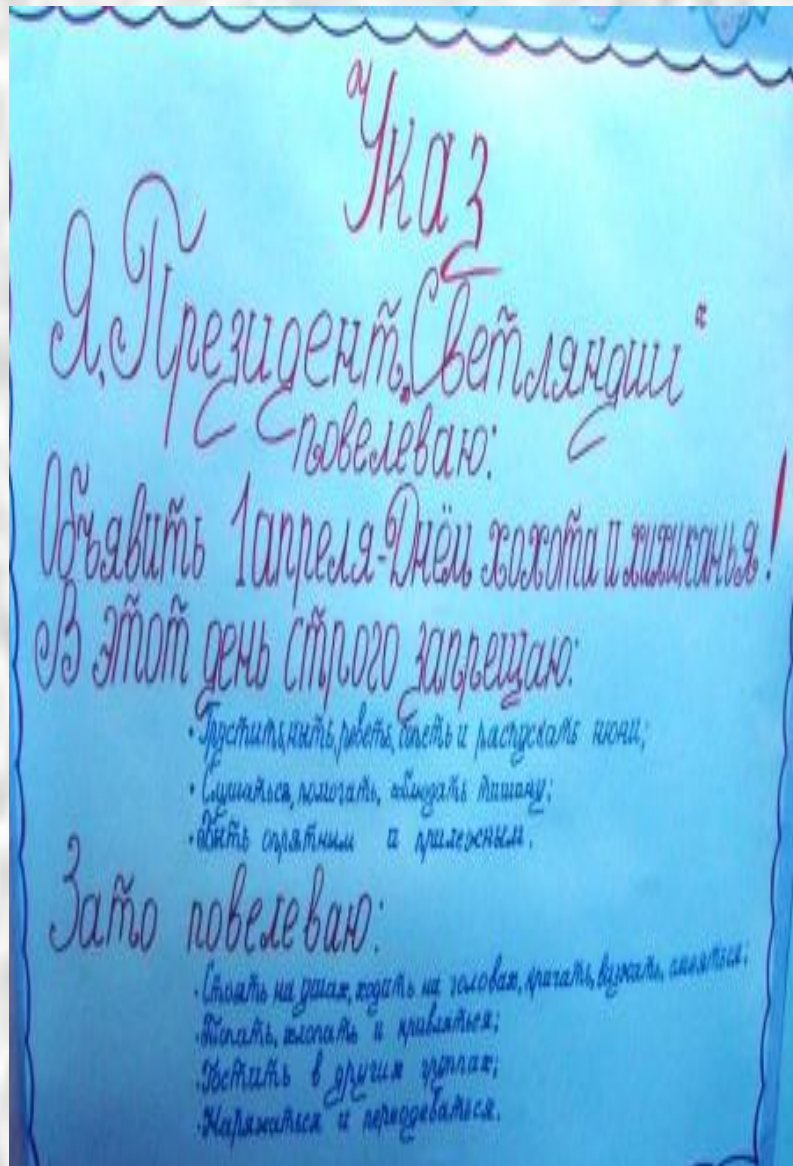 Указ
Я, Президент „Светляндии“
повелеваю:
Объявить 1 апреля-Днём хохота и хихиканья!
В этот день строго запрещаю:
· Грустить, ныть, реветь, болеть и распускать нюни;
· Слушаться, помогать, соблюдать тишину;
· Быть опрятным и прилежным.
Зато повелеваю:
· Стоять на ушах, ходить на головах, кричать, визжать, смеяться;
· Топать, хлопать и кривляться;
· Гостить в других группах;
· Наряжаться и переодеваться.